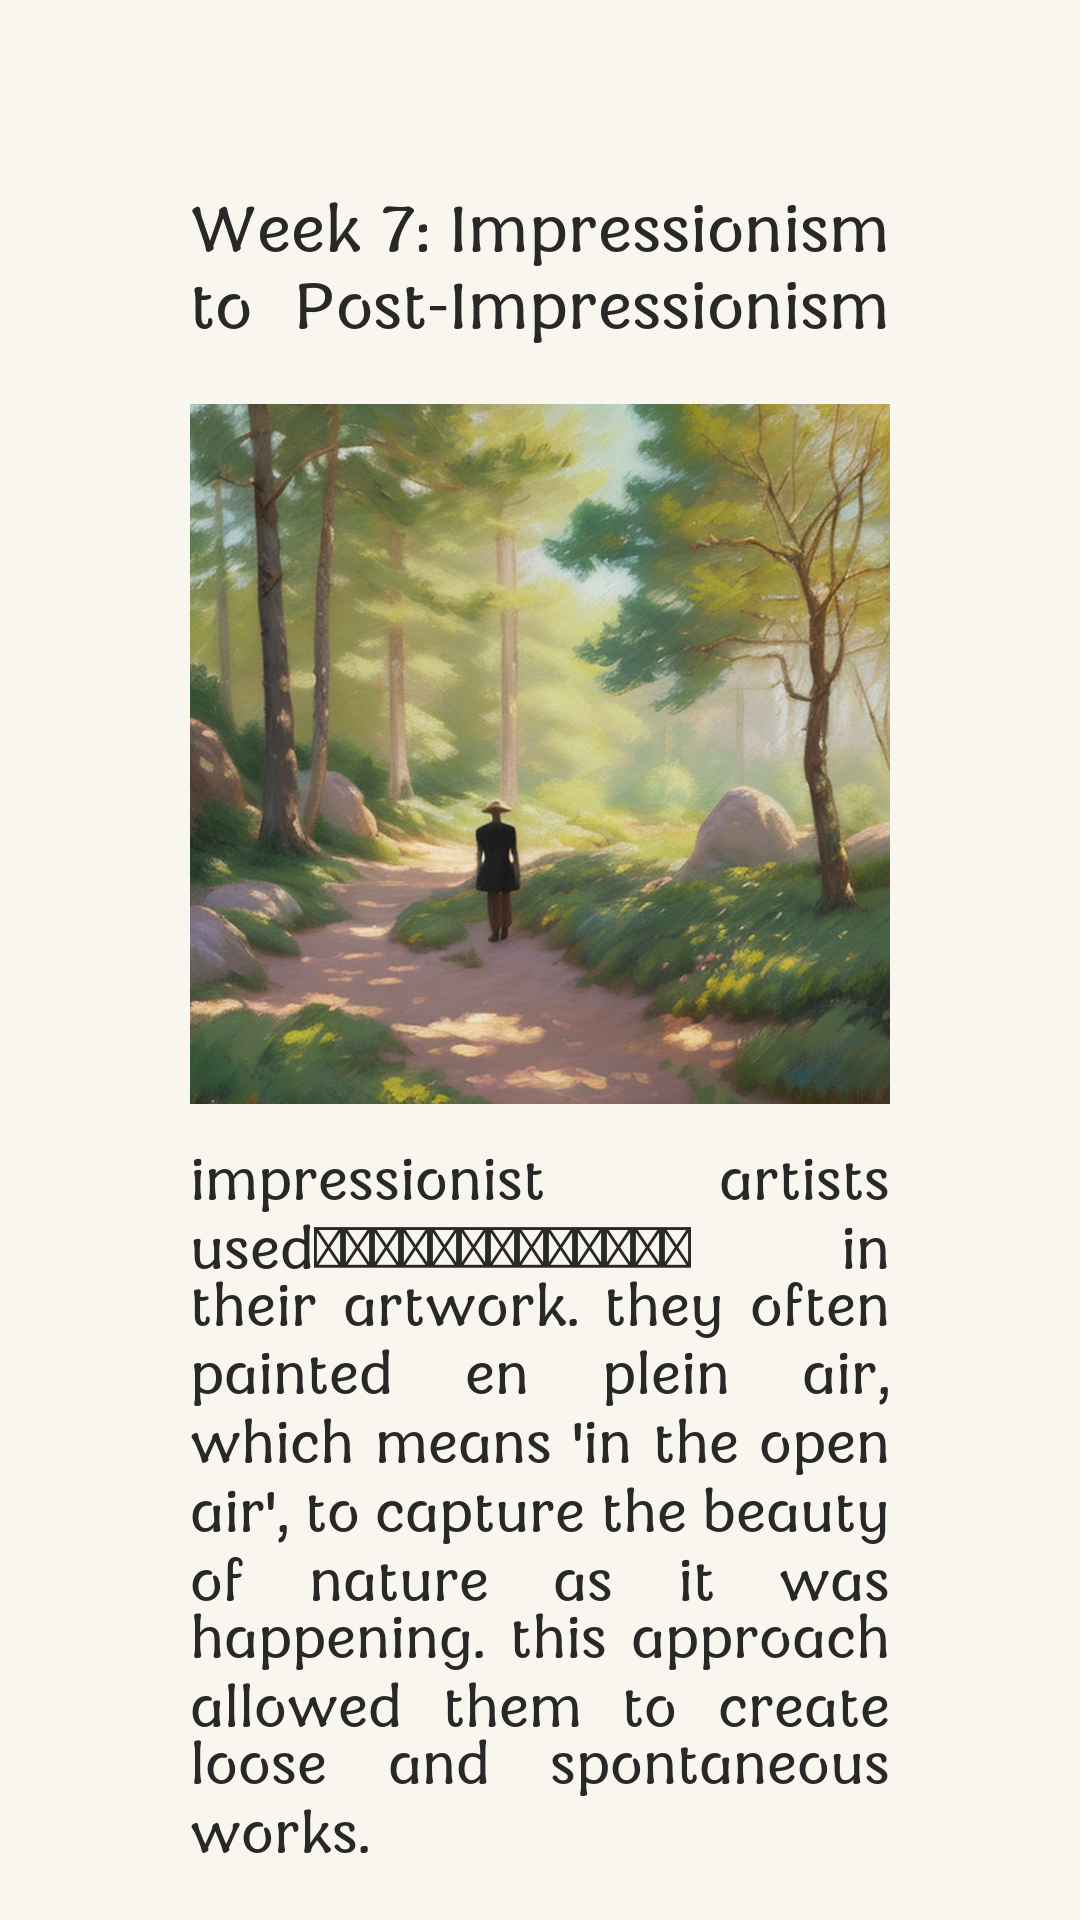 Week 7: Impressionism
to Post-Impressionism
impressionist artists
used in
their artwork. they often
painted en plein air,
which means 'in the open
air', to capture the beauty
of nature as it was
happening. this approach
allowed them to create
loose and spontaneous
works.